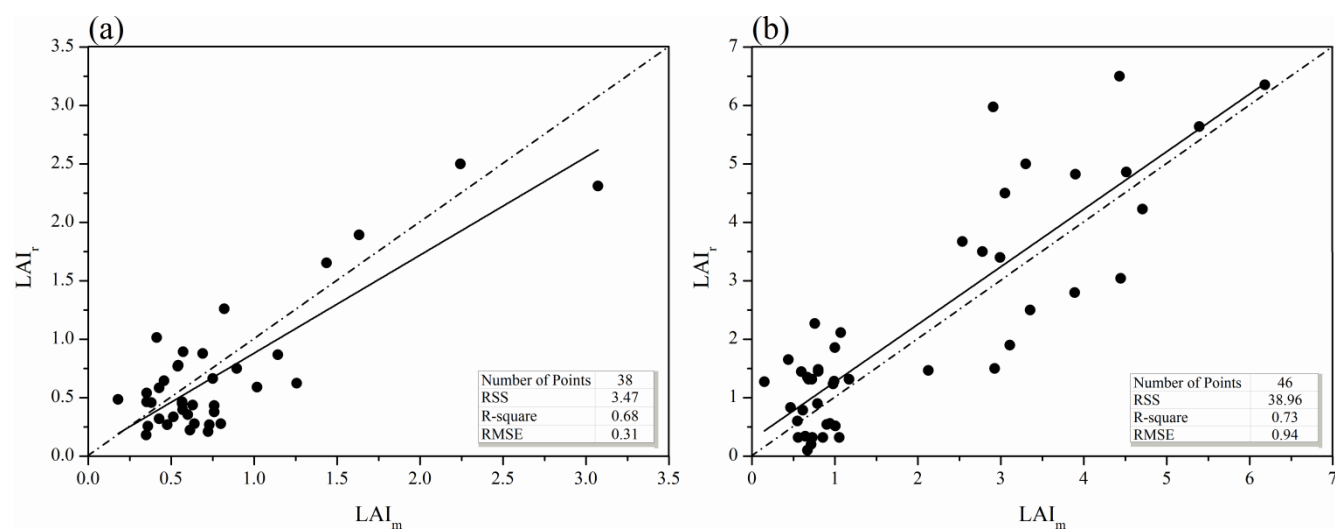 (a)
3.5
3.0
2.5
2.0
1.5
1.0
0.5
0.0
LAIr
Number of Points 38
RSS 3.47
R-square 0.68
RMSE 0.31
0.0 0.5 1.0 1.5 2.0 2.5 3.0 3.5
LAIm
(b)
7
6
5
4
3
2
1
0
LAIr
Number of Points 46
RSS 38.96
R-square 0.73
RMSE 0.94
0 1 2 3 4 5 6 7
LAIm